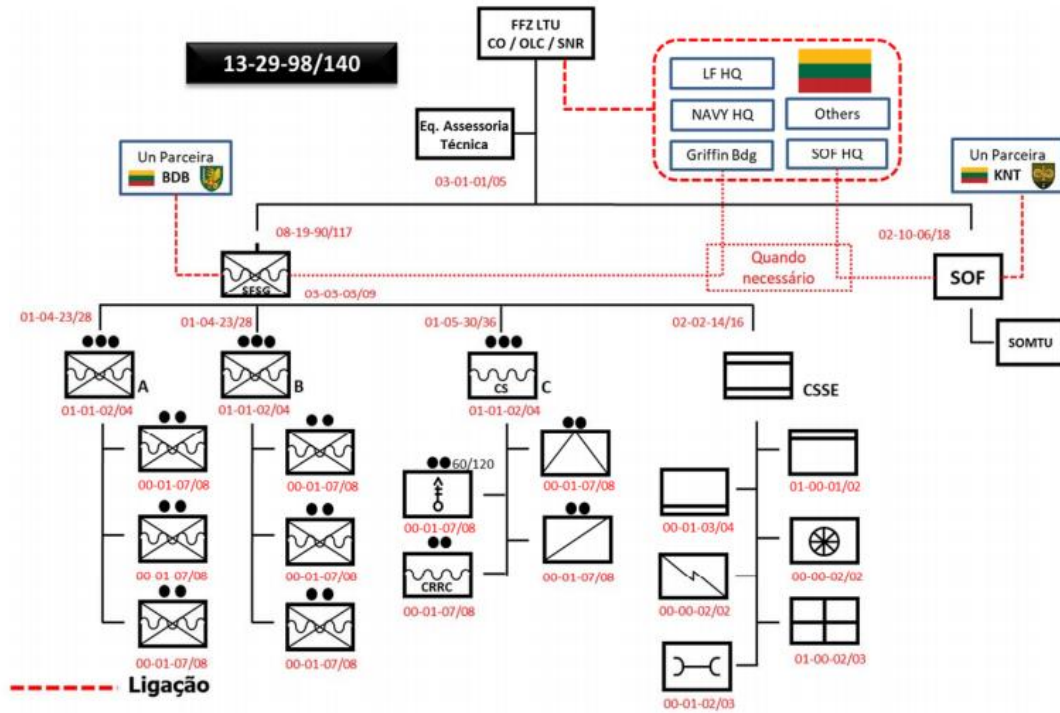 FFZ LTU
CO / OLC / SNR
13-29-98/140
LF HQ
NAVY HQ
Others
Griffin Bdg
SOF HQ
Eq. Assessoria
Técnica
03-01-01/05
Un Parceira
BDB
Un Parceira
KNT
08-19-90/117
02-10-06/18
Quando
necessário
SFSG
03-03-03/09
SOF
SOMTU
01-04-23/28
01-04-23/28
01-05-30/36
02-02-14/16
A
B
CS
C
CSSE
01-01-02/04
01-01-02/04
01-01-02/04
60/120
00-01-07/08
00-01-07/08
00-01-07/08
01-00-01/02
00-01-07/08
00-01-03/04
00-01-07/08
00-01-07/08
CRRC
00-01-07/08
00-00-02/02
00-01-07/08
00-00-02/02
00-01-07/08
00-01-07/08
01-00-02/03
00-01-02/03
Ligação